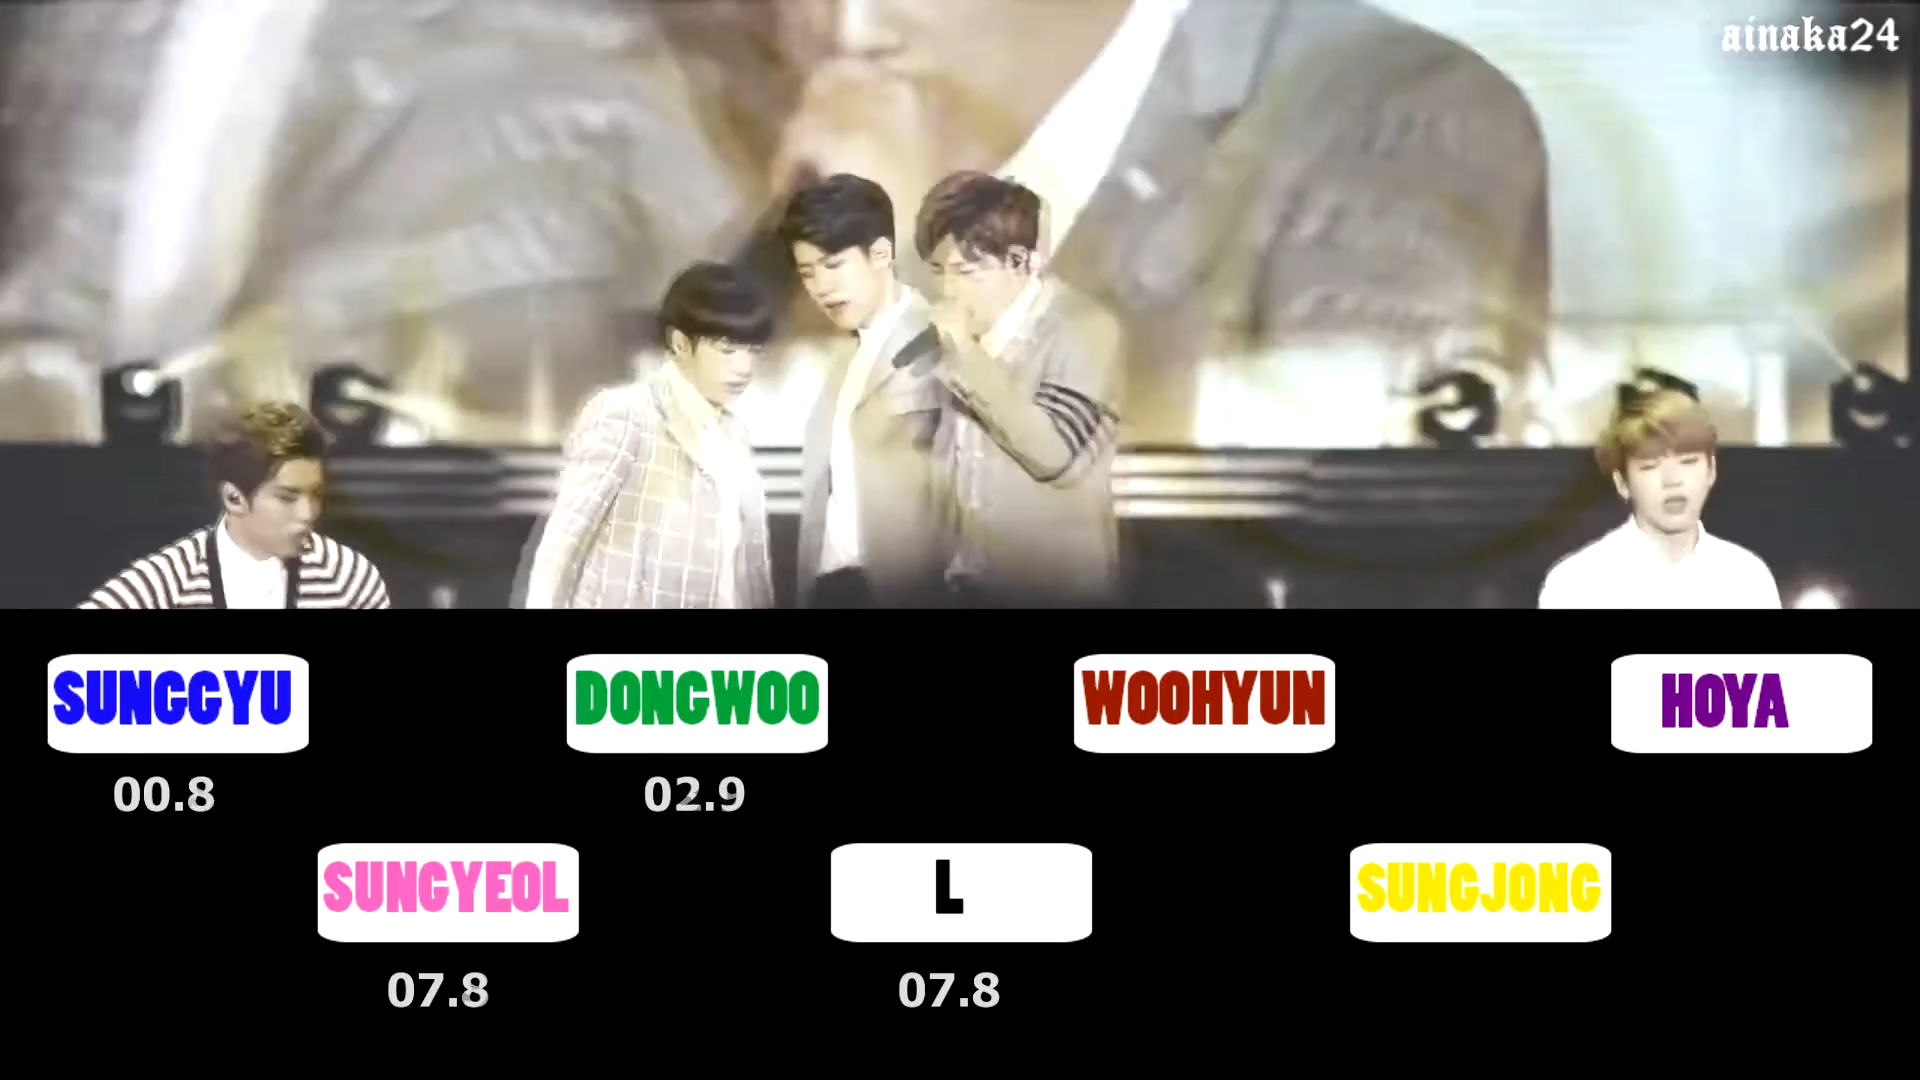 ainaka24
SUNGGYU
DONGWOO
WOOHYUN
HOYA
00.8
02.9
SUNGYEOL
L
SUNGJONG
07.8
07.8